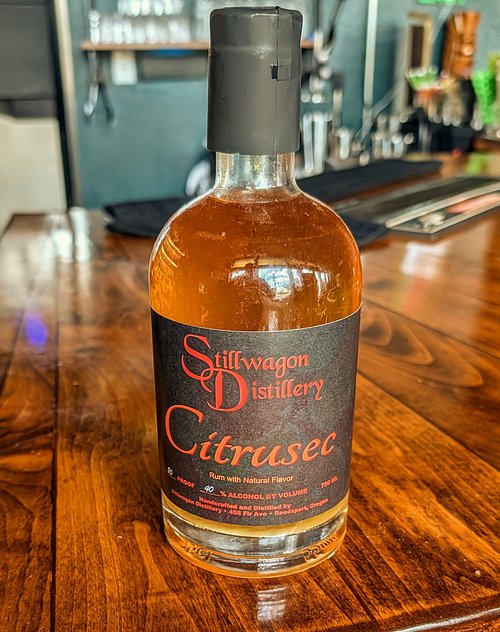 Stillwagon
Distillery
Citrusec
Rum with Natural Flavor
80 PROOF 40 % ALCOHOL BY VOLUME 750 ML
Handcrafted and Distilled by
Stillwagon Distillery • 458 Fir Ave • Reedsport, Oregon